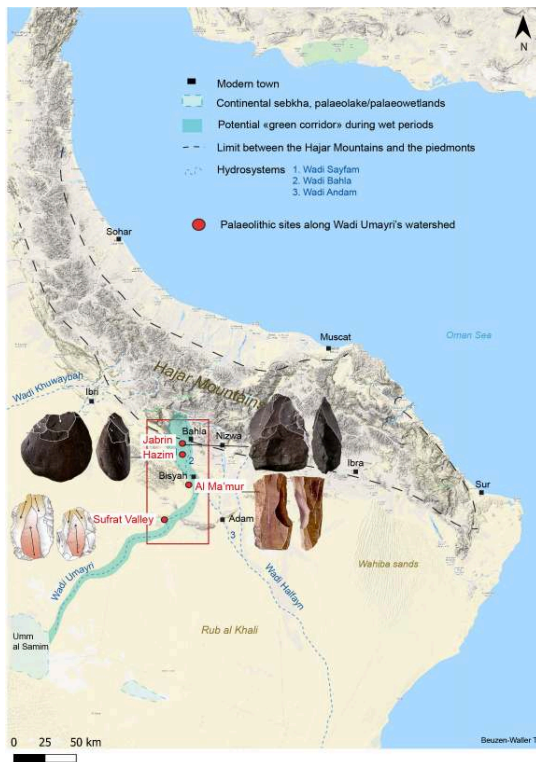 N
Modern town
Continental sebkha, palaeolake/palaeowetlands
Potential «green corridor» during wet periods
Limit between the Hajar Mountains and the piedmonts
Hydrosystems 1. Wadi Sayfam
2. Wadi Bahla
3. Wadi Andam
Palaeolithic sites along Wadi Umayri's watershed
Sohar
Muscat
Oman Sea
Hajar Mountains
Wadi Khuwaybah
Ibri
Jabrin
Bahla
Nizwa
Hazim
2
Ibra
Bisyah
Al Ma'mur
Sur
Sufrat Valley
Adam
3
Wadi Umayri
Wadi Halfayn
Wahiba sands
Umm
al Samim
Rub al Khali
0 25 50 km
Beuzen-Waller T